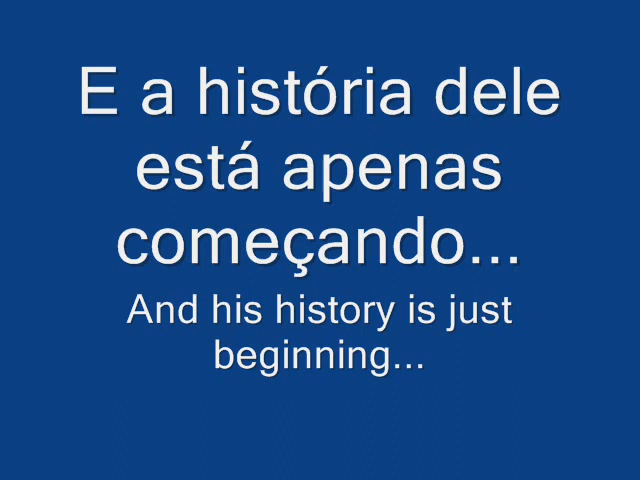 E a história dele
está apenas
começando...
And his history is just
beginning...